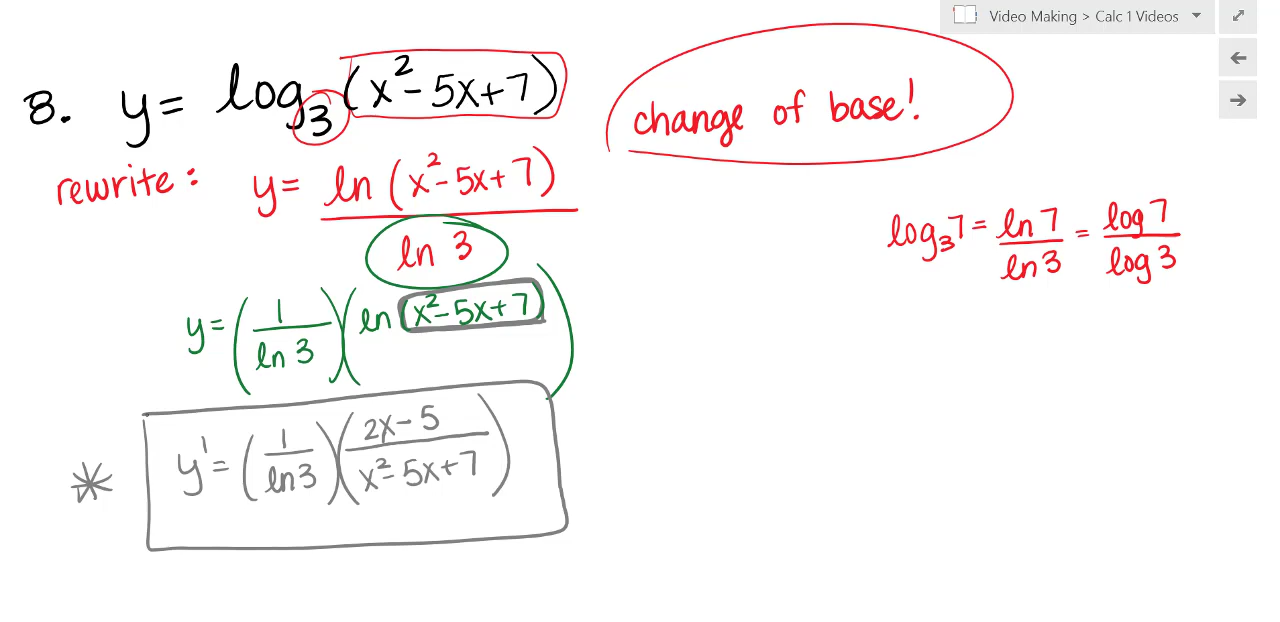 Video Making > Calc 1 Videos
8. y = log₃ (x² - 5x + 7)
change of base!
rewrite: y = ln (x² - 5x + 7) / ln 3
log₃ 7 = ln 7 / ln 3 = log 7 / log 3
y = (1 / ln 3)(ln (x² - 5x + 7))
* y' = (1 / ln 3)((2x - 5) / (x² - 5x + 7))